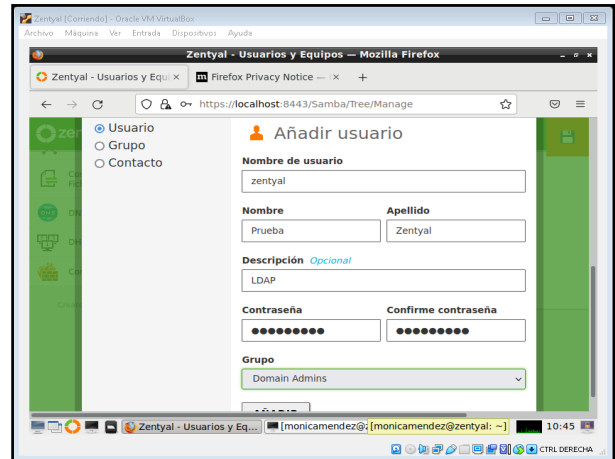 Zentyal [Corriendo] - Oracle VM VirtualBox
Archivo Máquina Ver Entrada Dispositivos Ayuda
Zentyal - Usuarios y Equipos — Mozilla Firefox
Zentyal - Usuarios y Equi × Firefox Privacy Notice — × +
https://localhost:8443/Samba/Tree/Manage
zen
Usuario
Grupo
Contacto
Añadir usuario
Nombre de usuario
zentyal
Nombre Apellido
Prueba Zentyal
Descripción Opcional
LDAP
Contraseña Confirme contraseña
●●●●●●●●● ●●●●●●●●●
Grupo
Domain Admins
Zentyal - Usuarios y Eq... [monicamendez@z [monicamendez@zentyal: ~] 10:45
CTRL DERECHA